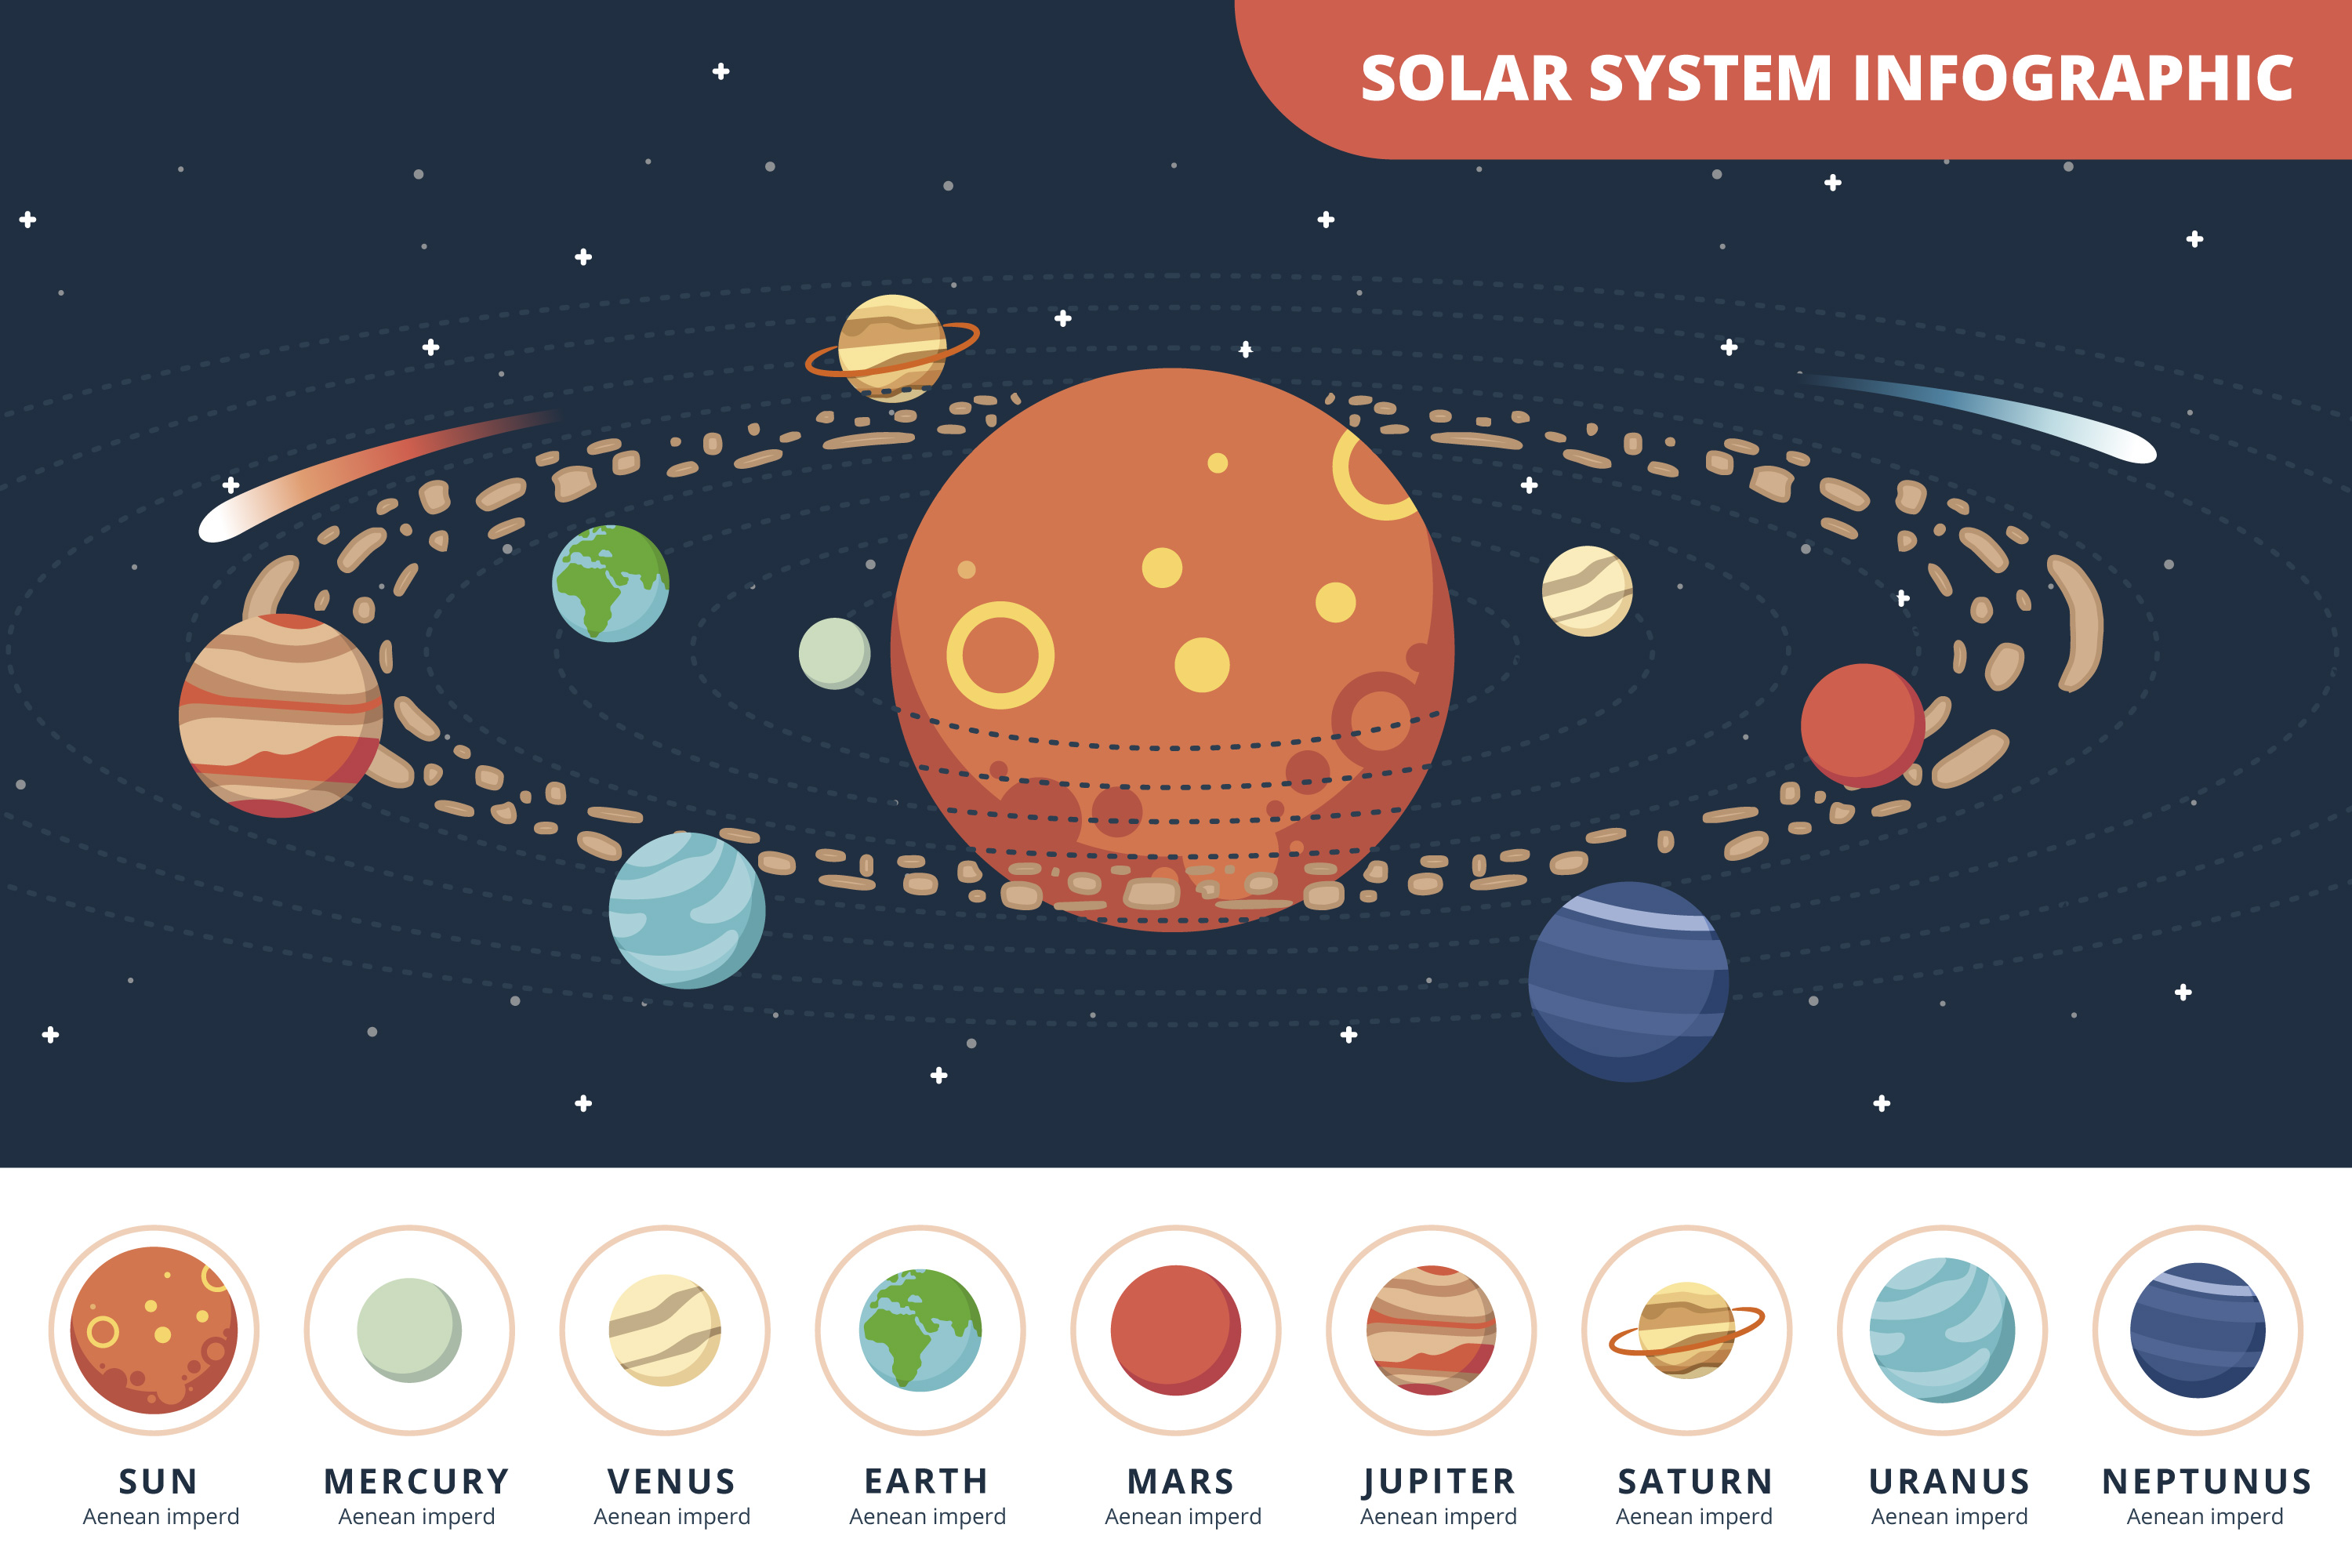 SOLAR SYSTEM INFOGRAPHIC
SUN
Aenean imperd
MERCURY
Aenean imperd
VENUS
Aenean imperd
EARTH
Aenean imperd
MARS
Aenean imperd
JUPITER
Aenean imperd
SATURN
Aenean imperd
URANUS
Aenean imperd
NEPTUNUS
Aenean imperd